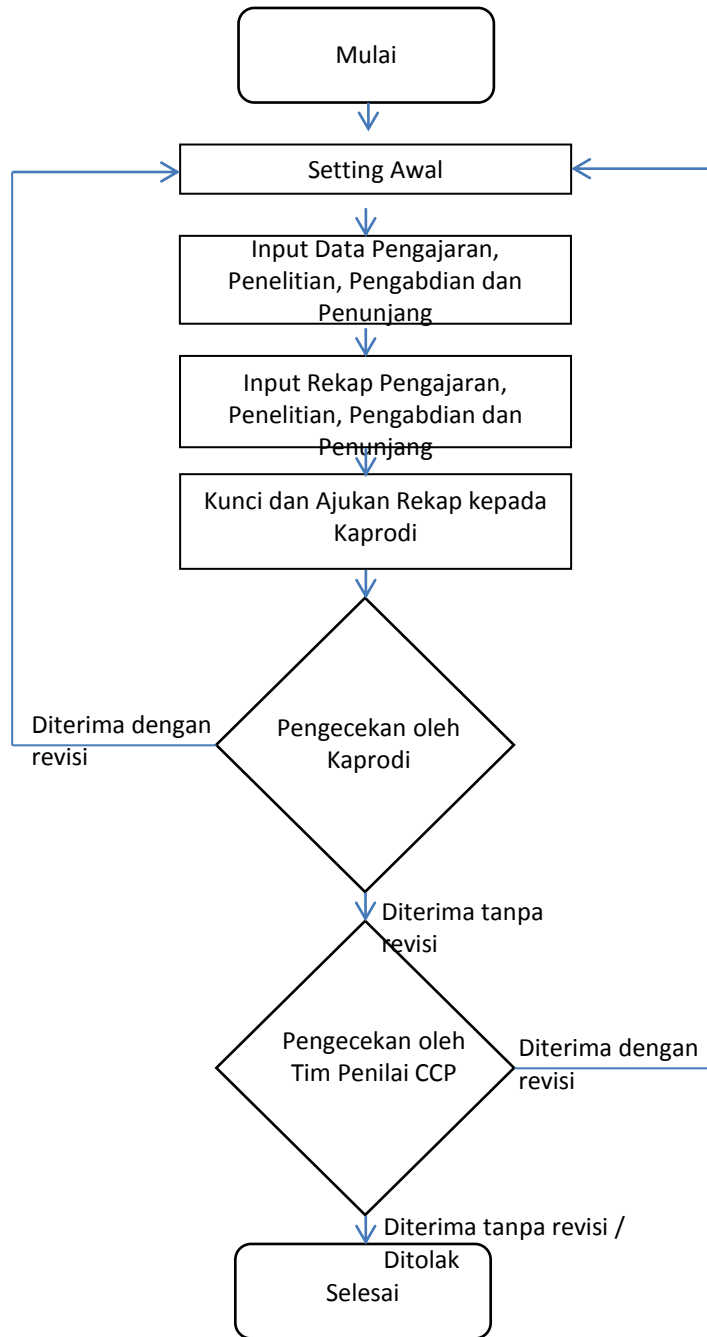 Mulai
Setting Awal
Input Data Pengajaran,
Penelitian, Pengabdian dan
Penunjang
Input Rekap Pengajaran,
Penelitian, Pengabdian dan
Penunjang
Kunci dan Ajukan Rekap kepada
Kaprodi
Diterima dengan
revisi
Pengecekan oleh
Kaprodi
Diterima tanpa
revisi
Pengecekan oleh
Tim Penilai CCP
Diterima dengan
revisi
Diterima tanpa revisi /
Ditolak
Selesai